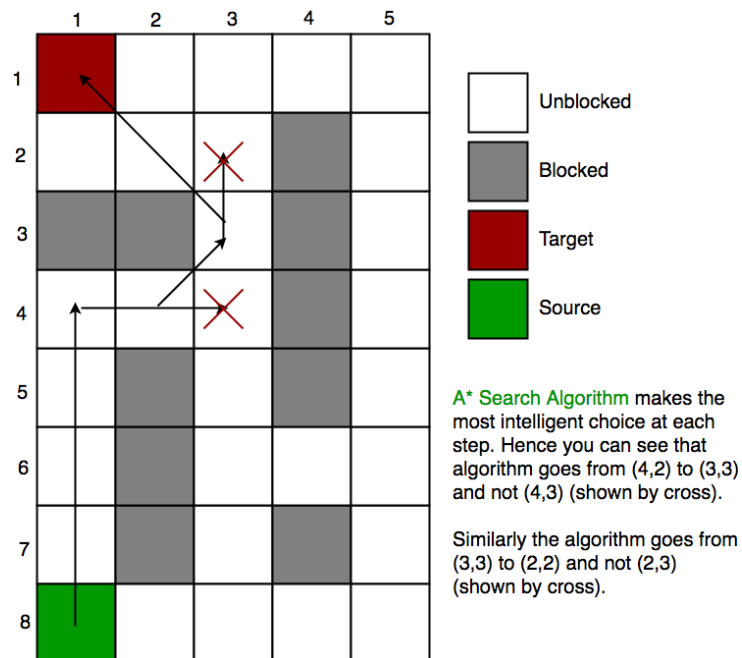 1 2 3 4 5
1
2
3
4
5
6
7
8
Unblocked
Blocked
Target
Source
A* Search Algorithm makes the
most intelligent choice at each
step. Hence you can see that
algorithm goes from (4,2) to (3,3)
and not (4,3) (shown by cross).
Similarly the algorithm goes from
(3,3) to (2,2) and not (2,3)
(shown by cross).